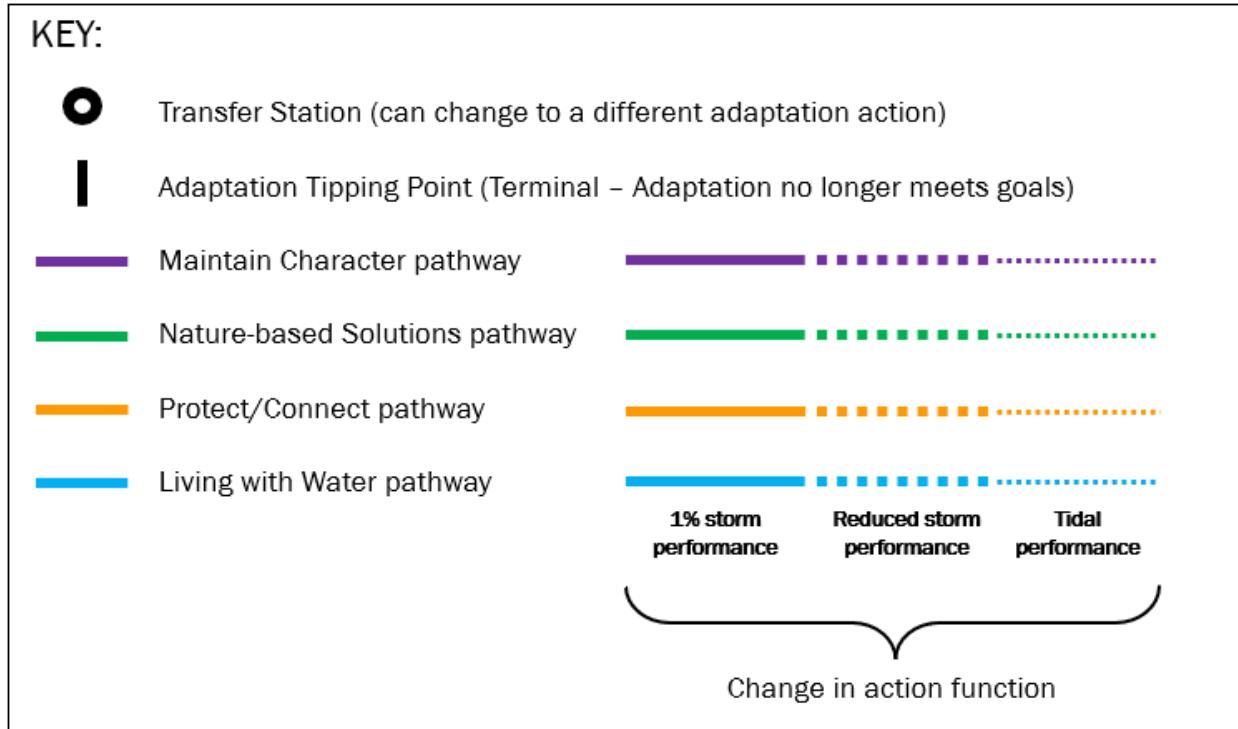 KEY:
Transfer Station (can change to a different adaptation action)
Adaptation Tipping Point (Terminal – Adaptation no longer meets goals)
Maintain Character pathway
Nature-based Solutions pathway
Protect/Connect pathway
Living with Water pathway
1% storm
performance
Reduced storm
performance
Tidal
performance
Change in action function